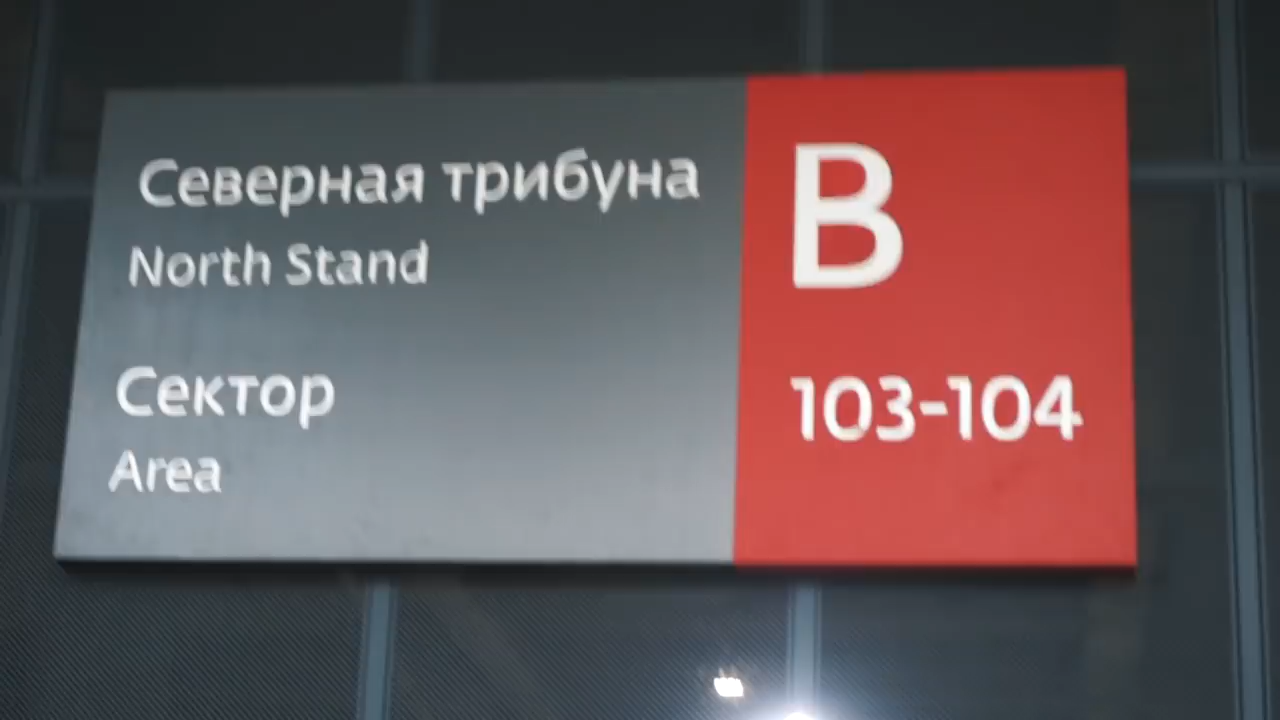 Северная трибуна
North Stand
B
Сектор
Area
103-104